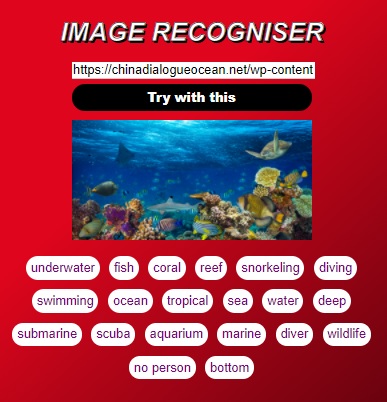 IMAGE RECOGNISER
https://chinadialogueocean.net/wp-content
Try with this
underwater fish coral reef snorkeling diving
swimming ocean tropical sea water deep
submarine scuba aquarium marine diver wildlife
no person bottom